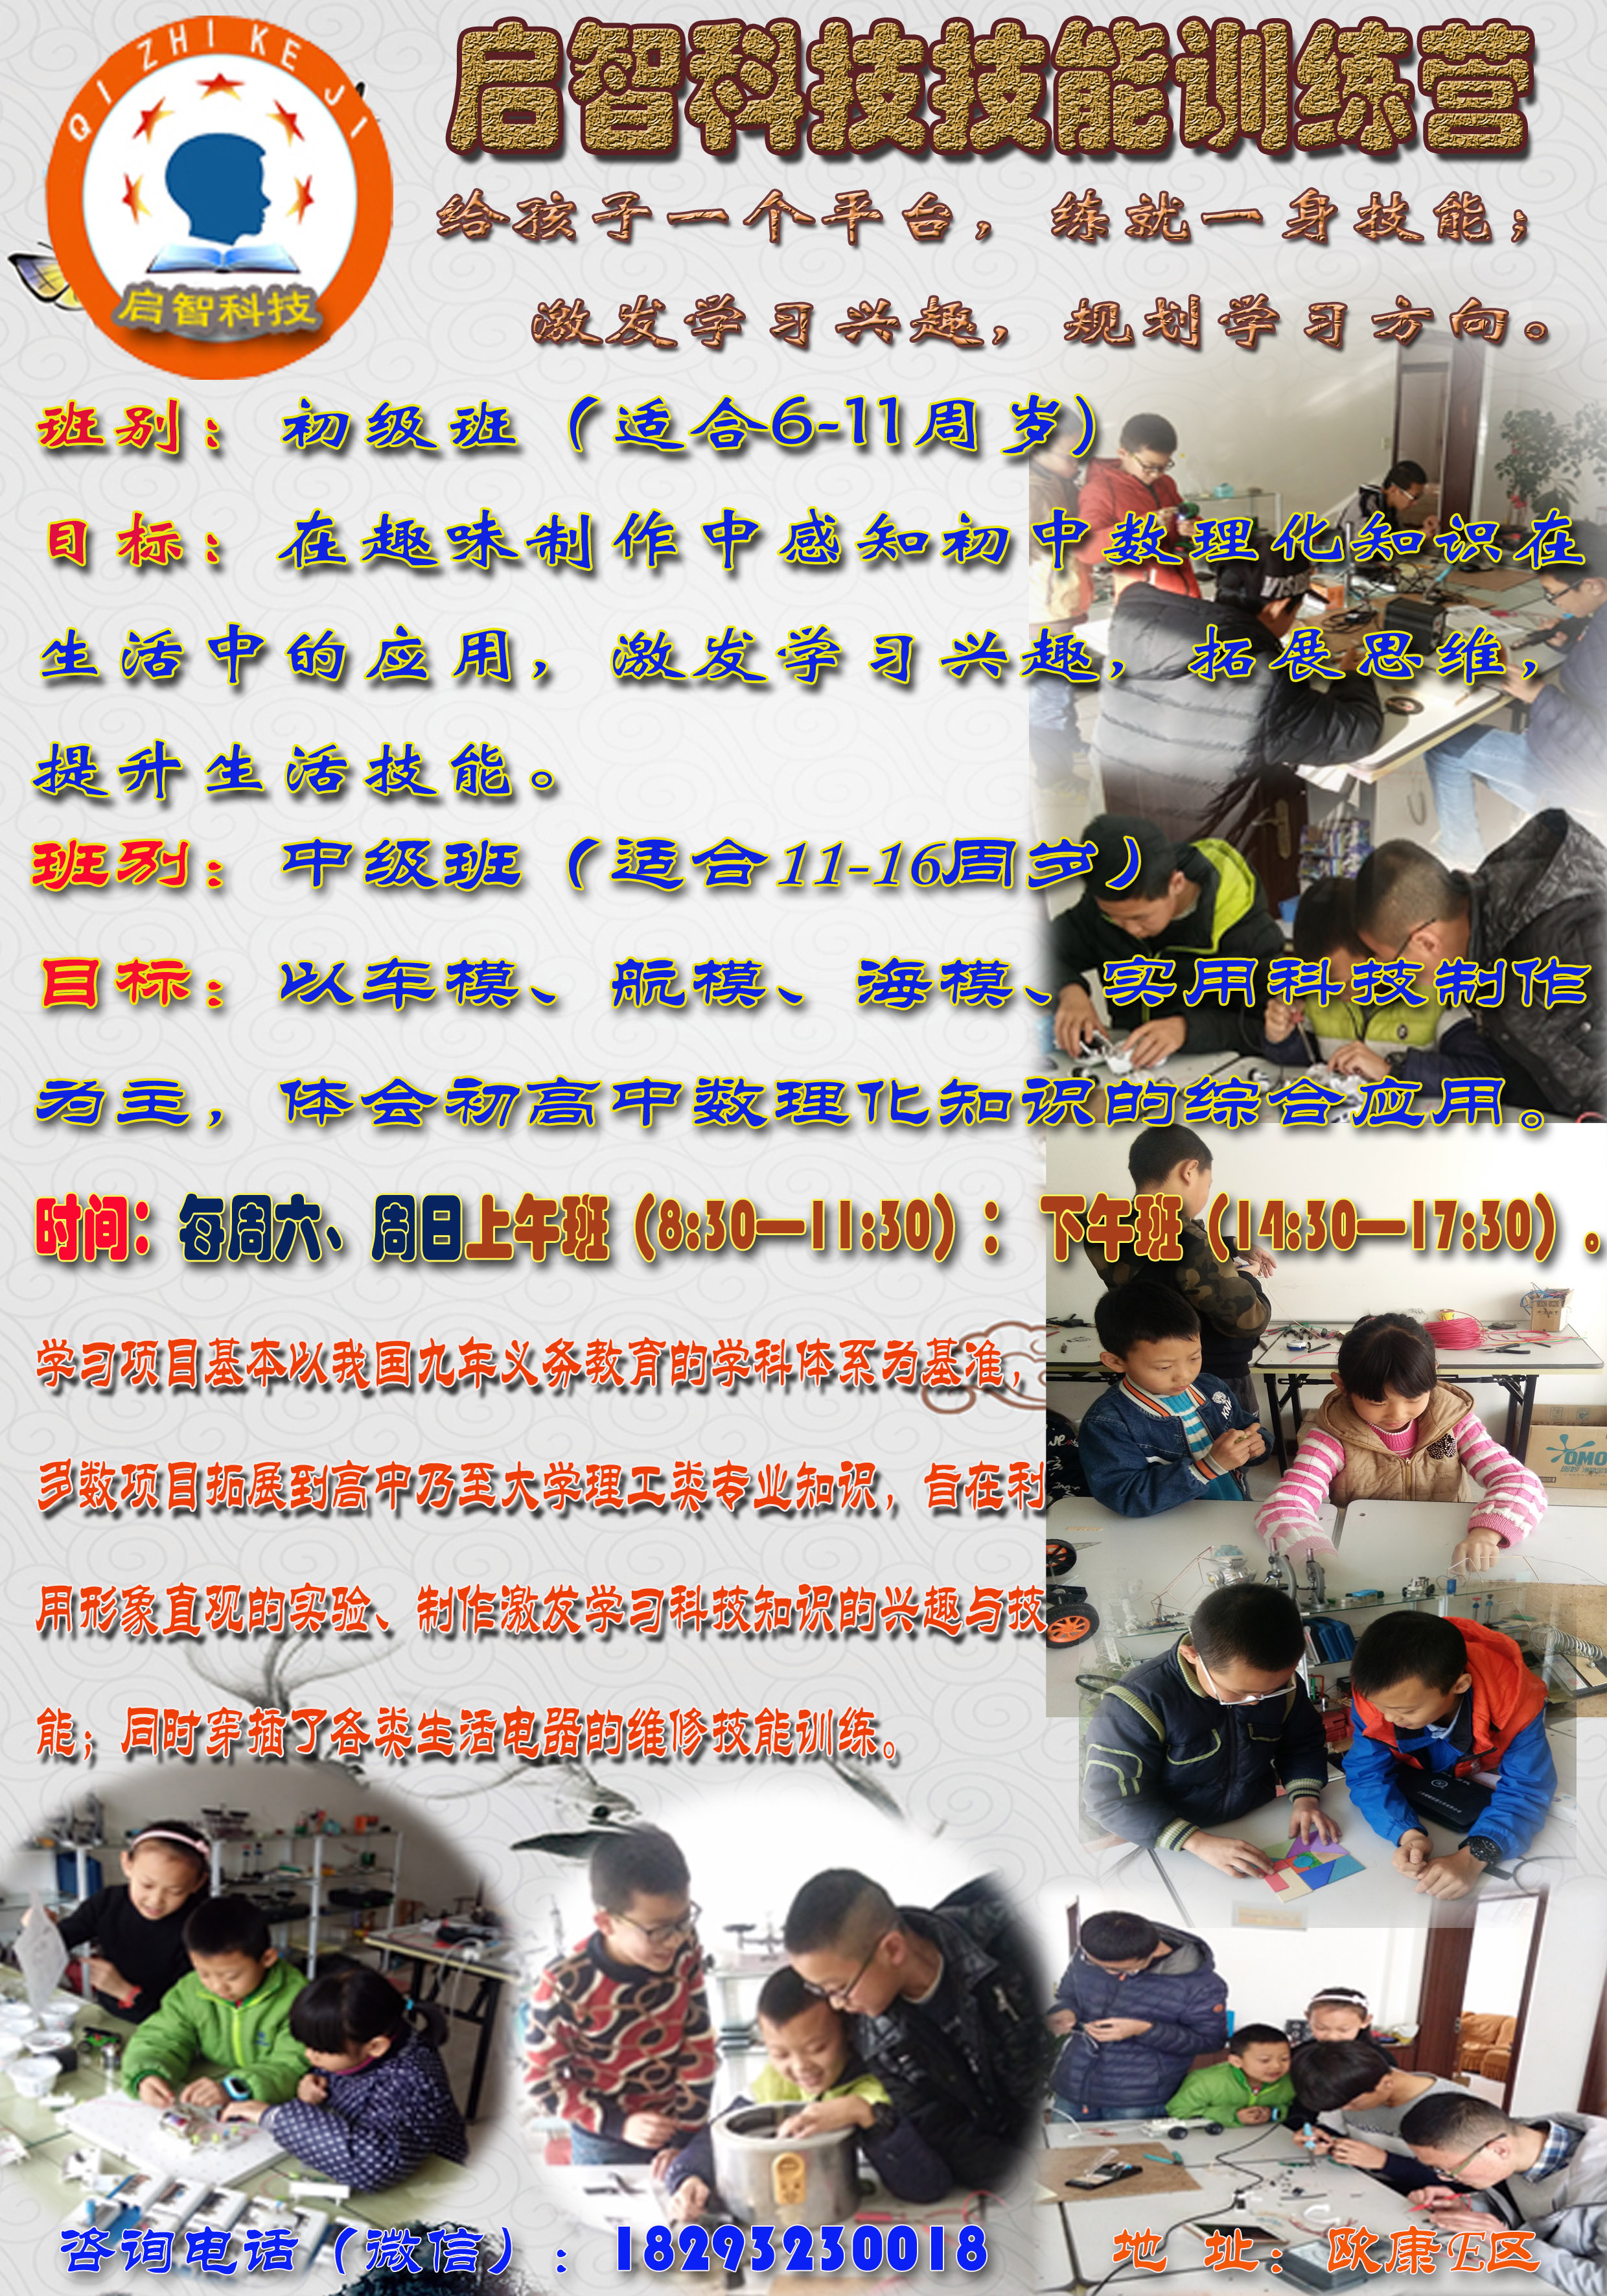 QI ZHI KE JI
启智科技
启智科技技能训练营
给孩子一个平台，练就一身技能；
激发学习兴趣，规划学习方向。
班别：初级班（适合6-11周岁）
目标：在趣味制作中感知初中数理化知识在
生活中的应用，激发学习兴趣，拓展思维，
提升生活技能。
班别：中级班（适合11-16周岁）
目标：以车模、航模、海模、实用科技制作
为主，体会初高中数理化知识的综合应用。
时间：每周六、周日上午班（8:30—11:30）：下午班（14:30—17:30）。
学习项目基本以我国九年义务教育的学科体系为基准，
多数项目拓展到高中乃至大学理工类专业知识，旨在利
用形象直观的实验、制作激发学习科技知识的兴趣与技
能；同时穿插了各类生活电器的维修技能训练。
咨询电话（微信）：18293230018
地 址：欧康E区